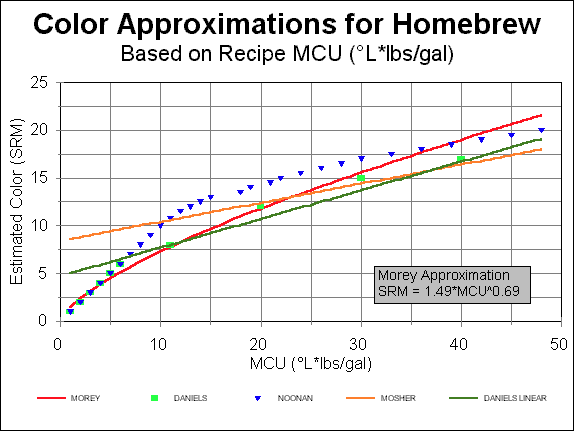 Color Approximations for Homebrew
Based on Recipe MCU (°L*lbs/gal)
Estimated Color (SRM)
25
20
15
10
5
0
Morey Approximation
SRM = 1.49*MCU^0.69
0 10 20 30 40 50
MCU (°L*lbs/gal)
MOREY DANIELS NOONAN MOSHER DANIELS LINEAR